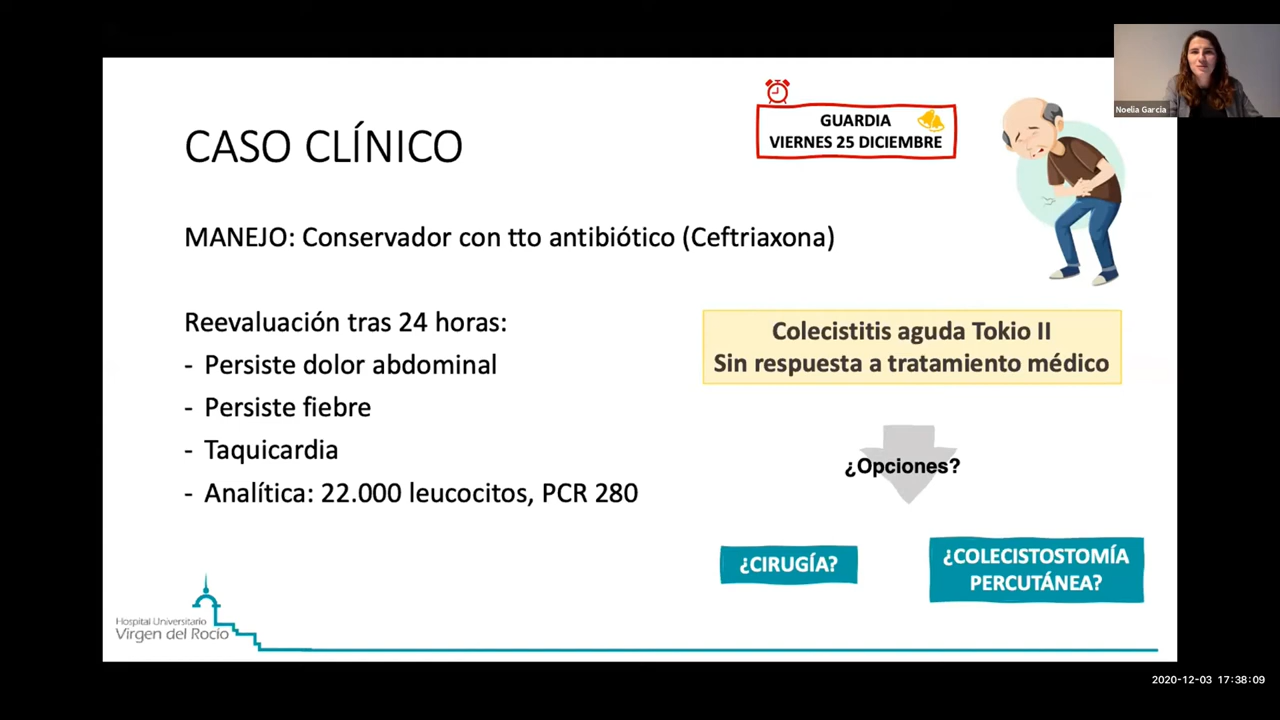 Noelia Garcia
GUARDIA
VIERNES 25 DICIEMBRE
CASO CLÍNICO
MANEJO: Conservador con tto antibiótico (Ceftriaxona)
Reevaluación tras 24 horas:
- Persiste dolor abdominal
- Persiste fiebre
- Taquicardia
- Analítica: 22.000 leucocitos, PCR 280
Colecistitis aguda Tokio II
Sin respuesta a tratamiento médico
¿Opciones?
¿CIRUGÍA?
¿COLECISTOSTOMÍA
PERCUTÁNEA?
Hospital Universitario
Virgen del Rocío
2020-12-03 17:38:09